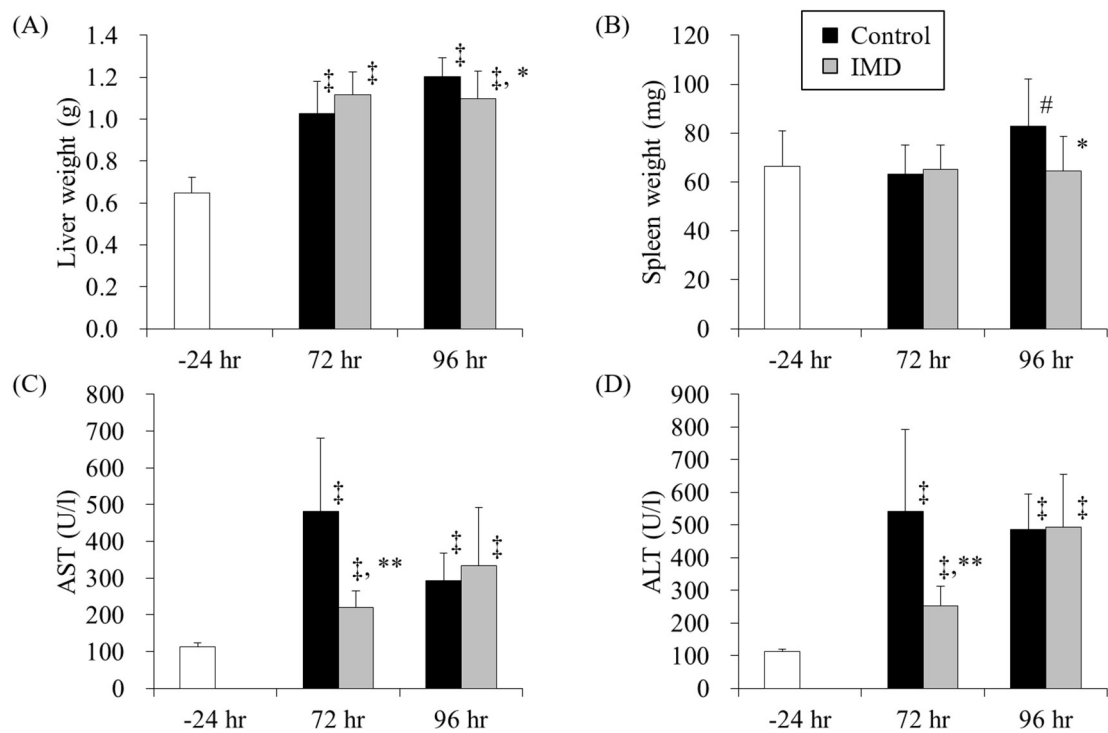 (A)
Liver weight (g)
1.4
1.2
1.0
0.8
0.6
0.4
0.2
0.0
‡
‡
‡
‡, *
-24 hr
72 hr
96 hr
(B)
Control
IMD
Spleen weight (mg)
120
100
80
60
40
20
0
#
*
-24 hr
72 hr
96 hr
(C)
AST (U/l)
800
700
600
500
400
300
200
100
0
‡
‡, **
‡
‡
-24 hr
72 hr
96 hr
(D)
ALT (U/l)
900
800
700
600
500
400
300
200
100
0
‡
‡,**
‡
‡
-24 hr
72 hr
96 hr